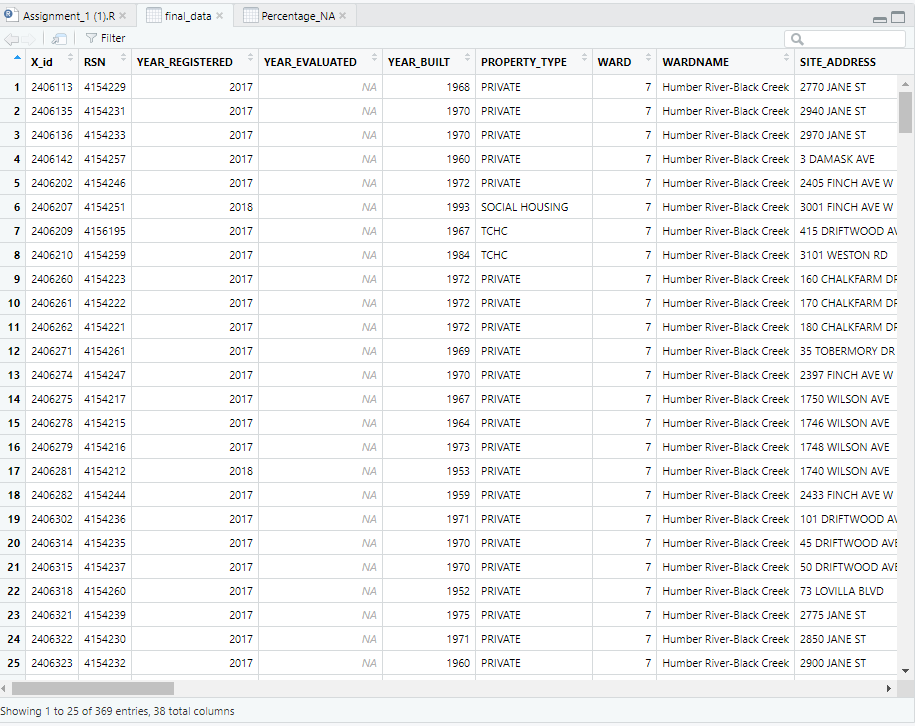 Assignment_1 (1).R × final_data × Percentage_NA ×
Filter
X_id RSN YEAR_REGISTERED YEAR_EVALUATED YEAR_BUILT PROPERTY_TYPE WARD WARDNAME SITE_ADDRESS
1 2406113 4154229 2017 NA 1968 PRIVATE 7 Humber River-Black Creek 2770 JANE ST
2 2406135 4154231 2017 NA 1970 PRIVATE 7 Humber River-Black Creek 2940 JANE ST
3 2406136 4154233 2017 NA 1970 PRIVATE 7 Humber River-Black Creek 2970 JANE ST
4 2406142 4154257 2017 NA 1960 PRIVATE 7 Humber River-Black Creek 3 DAMASK AVE
5 2406202 4154246 2017 NA 1972 PRIVATE 7 Humber River-Black Creek 2405 FINCH AVE W
6 2406207 4154251 2018 NA 1993 SOCIAL HOUSING 7 Humber River-Black Creek 3001 FINCH AVE W
7 2406209 4156195 2017 NA 1967 TCHC 7 Humber River-Black Creek 415 DRIFTWOOD AV
8 2406210 4154259 2017 NA 1984 TCHC 7 Humber River-Black Creek 3101 WESTON RD
9 2406260 4154223 2017 NA 1972 PRIVATE 7 Humber River-Black Creek 160 CHALKFARM DR
10 2406261 4154222 2017 NA 1972 PRIVATE 7 Humber River-Black Creek 170 CHALKFARM DR
11 2406262 4154221 2017 NA 1972 PRIVATE 7 Humber River-Black Creek 180 CHALKFARM DR
12 2406271 4154261 2017 NA 1969 PRIVATE 7 Humber River-Black Creek 35 TOBERMORY DR
13 2406274 4154247 2017 NA 1970 PRIVATE 7 Humber River-Black Creek 2397 FINCH AVE W
14 2406275 4154217 2017 NA 1967 PRIVATE 7 Humber River-Black Creek 1750 WILSON AVE
15 2406278 4154215 2017 NA 1964 PRIVATE 7 Humber River-Black Creek 1746 WILSON AVE
16 2406279 4154216 2017 NA 1973 PRIVATE 7 Humber River-Black Creek 1748 WILSON AVE
17 2406281 4154212 2018 NA 1953 PRIVATE 7 Humber River-Black Creek 1740 WILSON AVE
18 2406282 4154244 2017 NA 1959 PRIVATE 7 Humber River-Black Creek 2433 FINCH AVE W
19 2406302 4154236 2017 NA 1971 PRIVATE 7 Humber River-Black Creek 101 DRIFTWOOD AV
20 2406314 4154235 2017 NA 1970 PRIVATE 7 Humber River-Black Creek 45 DRIFTWOOD AVE
21 2406315 4154237 2017 NA 1970 PRIVATE 7 Humber River-Black Creek 50 DRIFTWOOD AVE
22 2406318 4154260 2017 NA 1952 PRIVATE 7 Humber River-Black Creek 73 LOVILLA BLVD
23 2406321 4154239 2017 NA 1975 PRIVATE 7 Humber River-Black Creek 2775 JANE ST
24 2406322 4154230 2017 NA 1971 PRIVATE 7 Humber River-Black Creek 2850 JANE ST
25 2406323 4154232 2017 NA 1960 PRIVATE 7 Humber River-Black Creek 2900 JANE ST
Showing 1 to 25 of 369 entries, 38 total columns